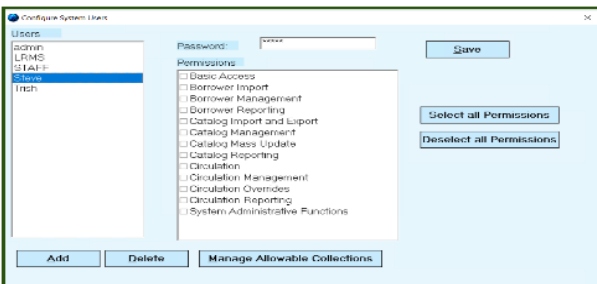 Configure System Users
Users
admin
LRMS
STAFF
Steve
Trish
Password:
*****
Permissions
Basic Access
Borrower Import
Borrower Management
Borrower Reporting
Catalog Import and Export
Catalog Management
Catalog Mass Update
Catalog Reporting
Circulation
Circulation Management
Circulation Overrides
Circulation Reporting
System Administrative Functions
Save
Select all Permissions
Deselect all Permissions
Add
Delete
Manage Allowable Collections